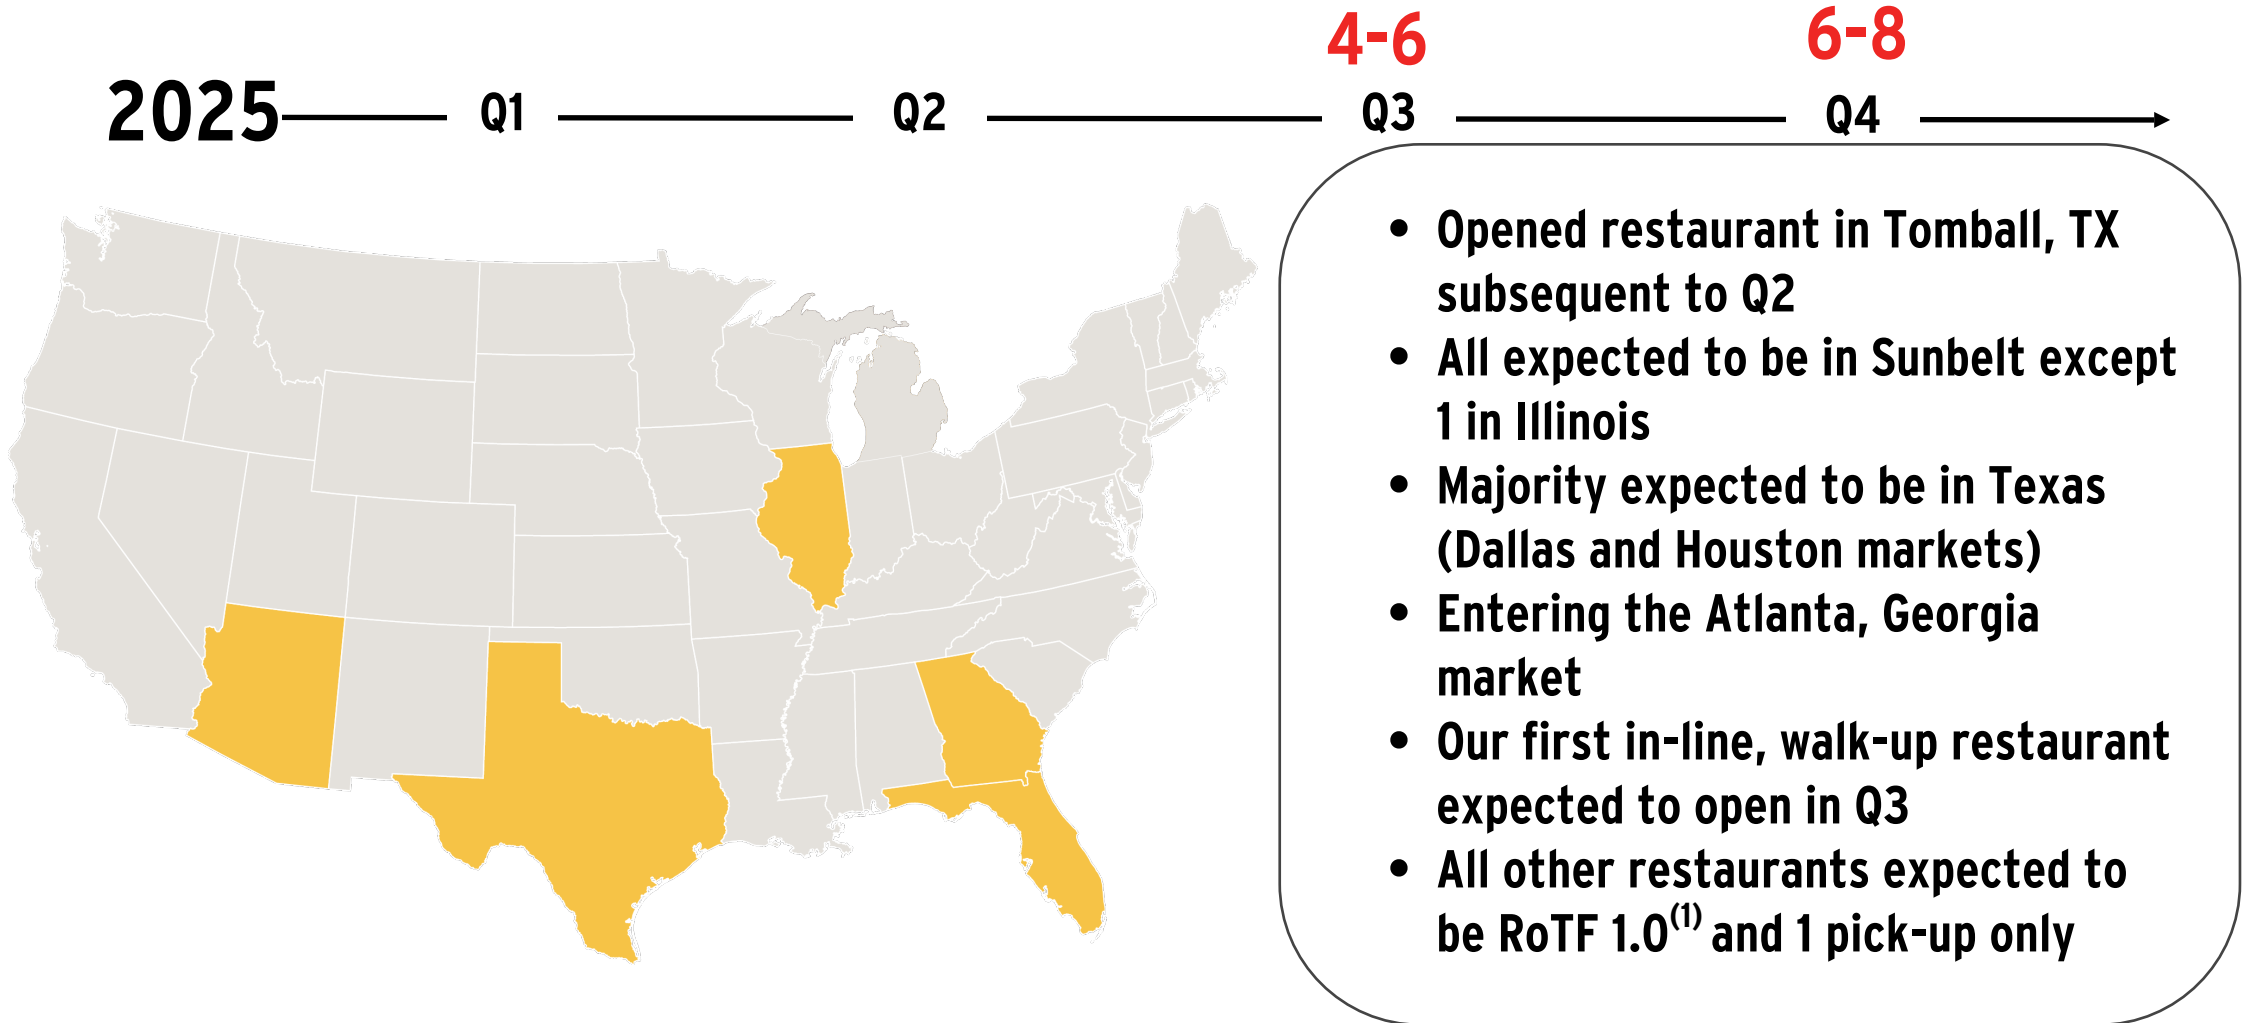 4-6
6-8
2025
Q1
Q2
Q3
Q4
• Opened restaurant in Tomball, TX
subsequent to Q2
• All expected to be in Sunbelt except
1 in Illinois
• Majority expected to be in Texas
(Dallas and Houston markets)
• Entering the Atlanta, Georgia
market
• Our first in-line, walk-up restaurant
expected to open in Q3
• All other restaurants expected to
be RoTF 1.0(1) and 1 pick-up only